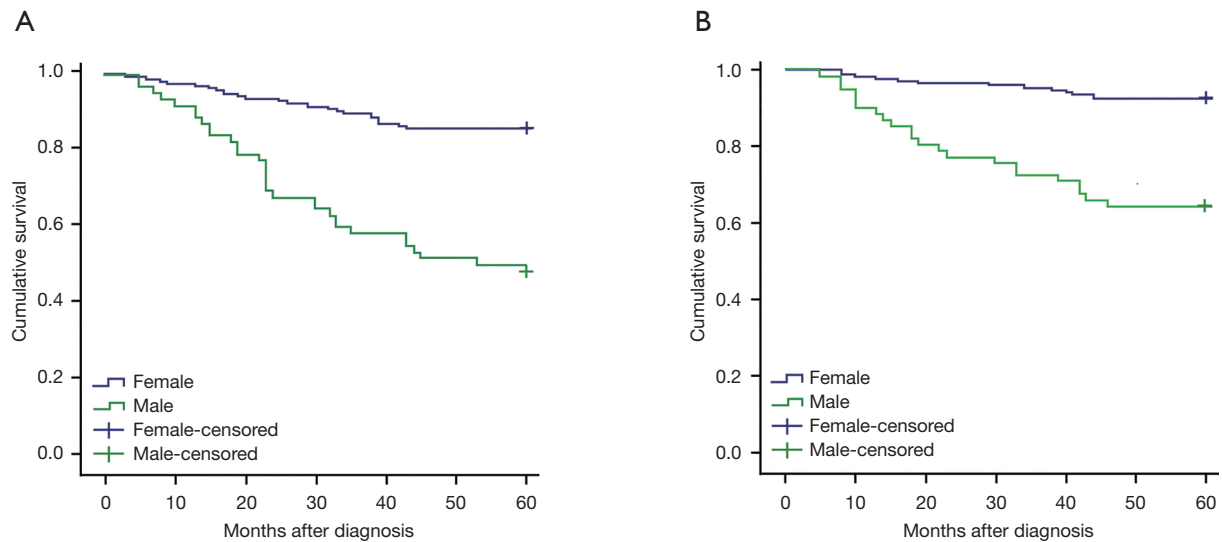 A
Cumulative survival
1.0
0.8
0.6
0.4
0.2
0.0
Female
Male
Female-censored
Male-censored
0 10 20 30 40 50 60
Months after diagnosis
B
Cumulative survival
1.0
0.8
0.6
0.4
0.2
0.0
Female
Male
Female-censored
Male-censored
0 10 20 30 40 50 60
Months after diagnosis